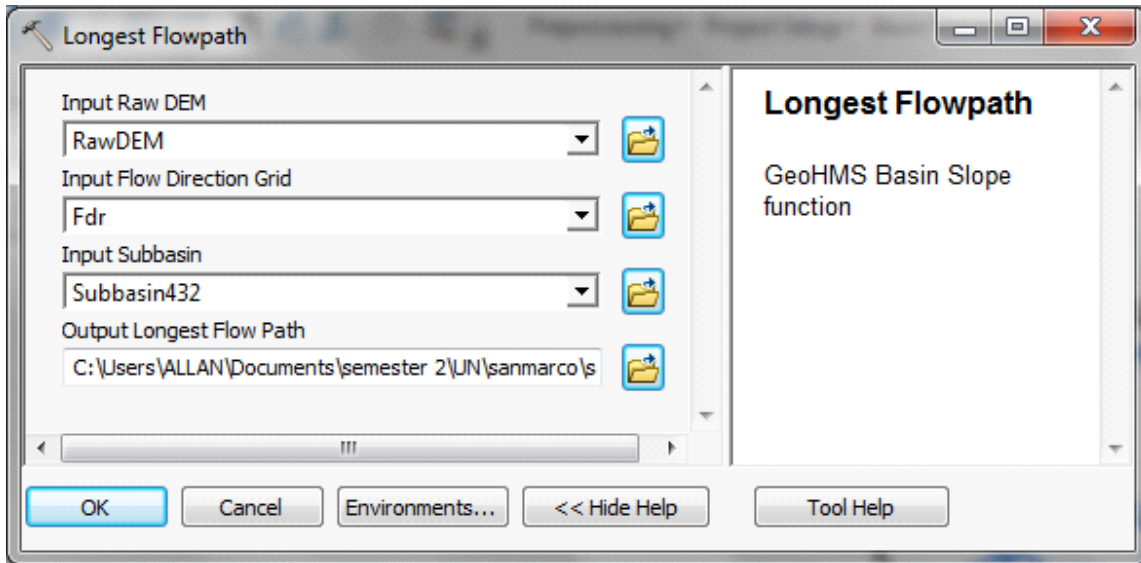 Longest Flowpath
Input Raw DEM
RawDEM
Input Flow Direction Grid
Fdr
Input Subbasin
Subbasin432
Output Longest Flow Path
C:\Users\ALLAN\Documents\semester 2\UN\sanmarco\s
OK
Cancel
Environments...
<< Hide Help
Longest Flowpath
GeoHMS Basin Slope
function
Tool Help